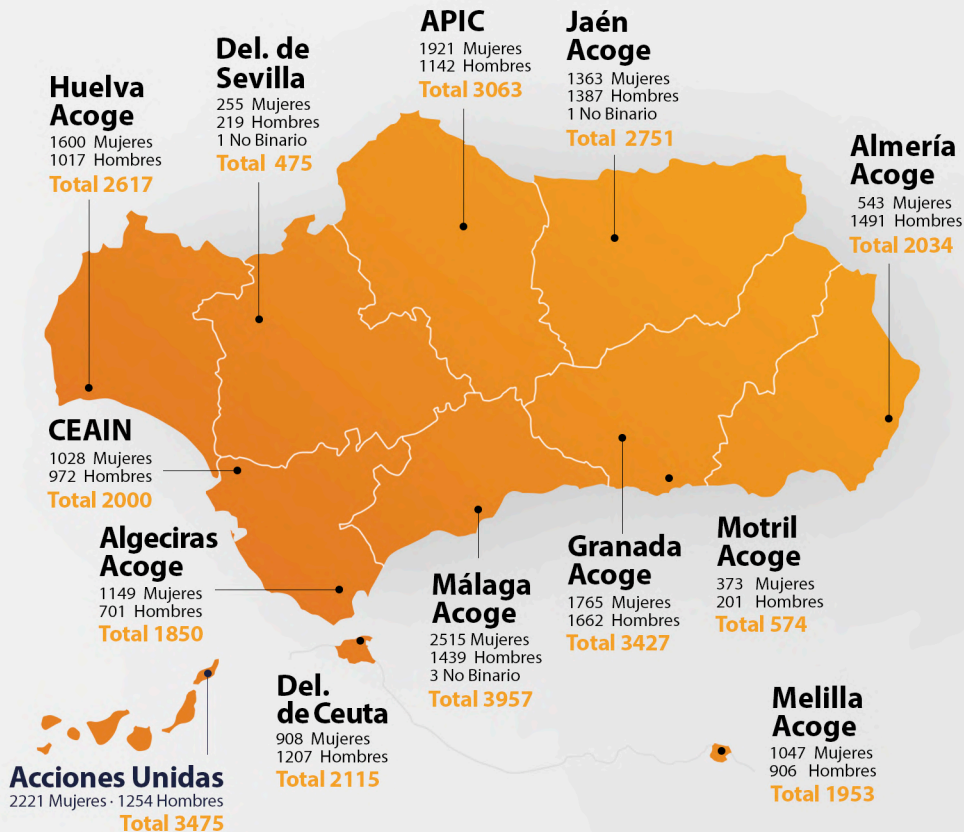 APIC
1921 Mujeres
1142 Hombres
Total 3063
Jaén
Acoge
1363 Mujeres
1387 Hombres
1 No Binario
Total 2751
Del. de
Sevilla
255 Mujeres
219 Hombres
1 No Binario
Total 475
Huelva
Acoge
1600 Mujeres
1017 Hombres
Total 2617
Almería
Acoge
543 Mujeres
1491 Hombres
Total 2034
CEAIN
1028 Mujeres
972 Hombres
Total 2000
Algeciras
Acoge
1149 Mujeres
701 Hombres
Total 1850
Málaga
Acoge
2515 Mujeres
1439 Hombres
3 No Binario
Total 3957
Granada
Acoge
1765 Mujeres
1662 Hombres
Total 3427
Motril
Acoge
373 Mujeres
201 Hombres
Total 574
Del.
de Ceuta
908 Mujeres
1207 Hombres
Total 2115
Melilla
Acoge
1047 Mujeres
906 Hombres
Total 1953
Acciones Unidas
2221 Mujeres · 1254 Hombres
Total 3475